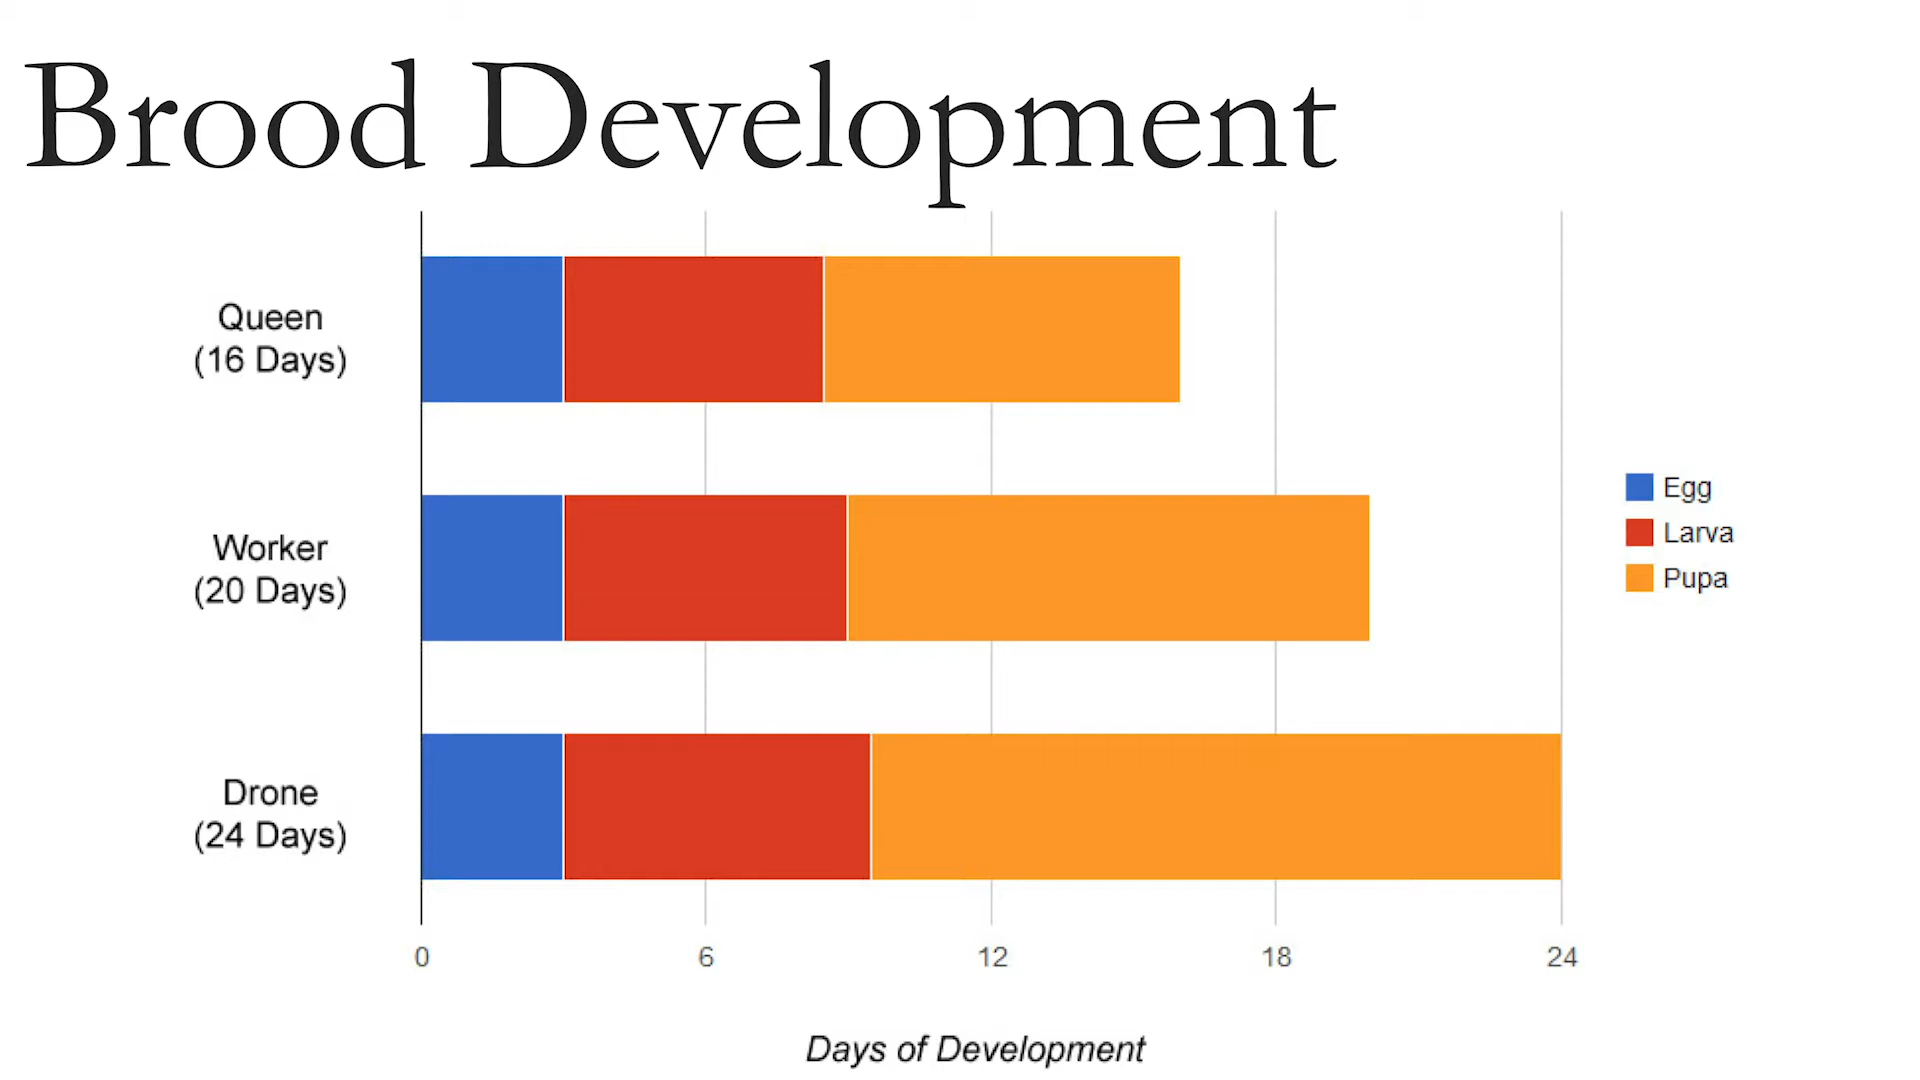 Brood Development
Queen
(16 Days)
Worker
(20 Days)
Drone
(24 Days)
Egg
Larva
Pupa
0 6 12 18 24
Days of Development